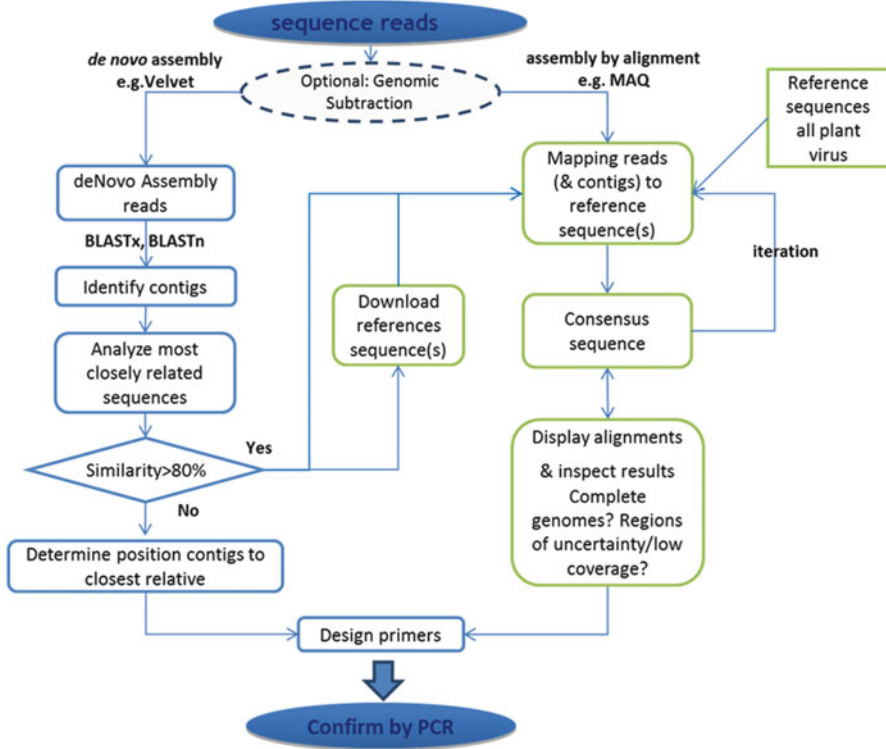 sequence reads
de novo assembly
e.g.Velvet
Optional: Genomic
Subtraction
assembly by alignment
e.g. MAQ
Reference
sequences
all plant
virus
deNovo Assembly
reads
Mapping reads
(& contigs) to
reference
sequence(s)
BLASTx, BLASTn
iteration
Identify contigs
Download
references
sequence(s)
Consensus
sequence
Analyze most
closely related
sequences
Similarity>80%
Yes
No
Display alignments
& inspect results
Complete
genomes? Regions
of uncertainty/low
coverage?
Determine position contigs to
closest relative
Design primers
Confirm by PCR